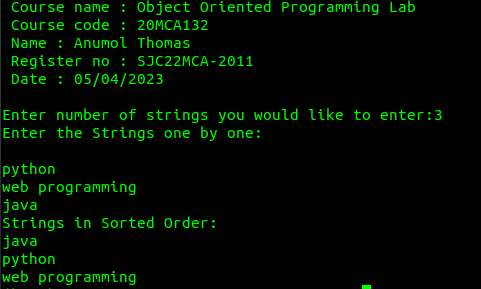 Course name : Object Oriented Programming Lab
Course code : 20MCA132
Name : Anumol Thomas
Register no : SJC22MCA-2011
Date : 05/04/2023
Enter number of strings you would like to enter:3
Enter the Strings one by one:
python
web programming
java
Strings in Sorted Order:
java
python
web programming